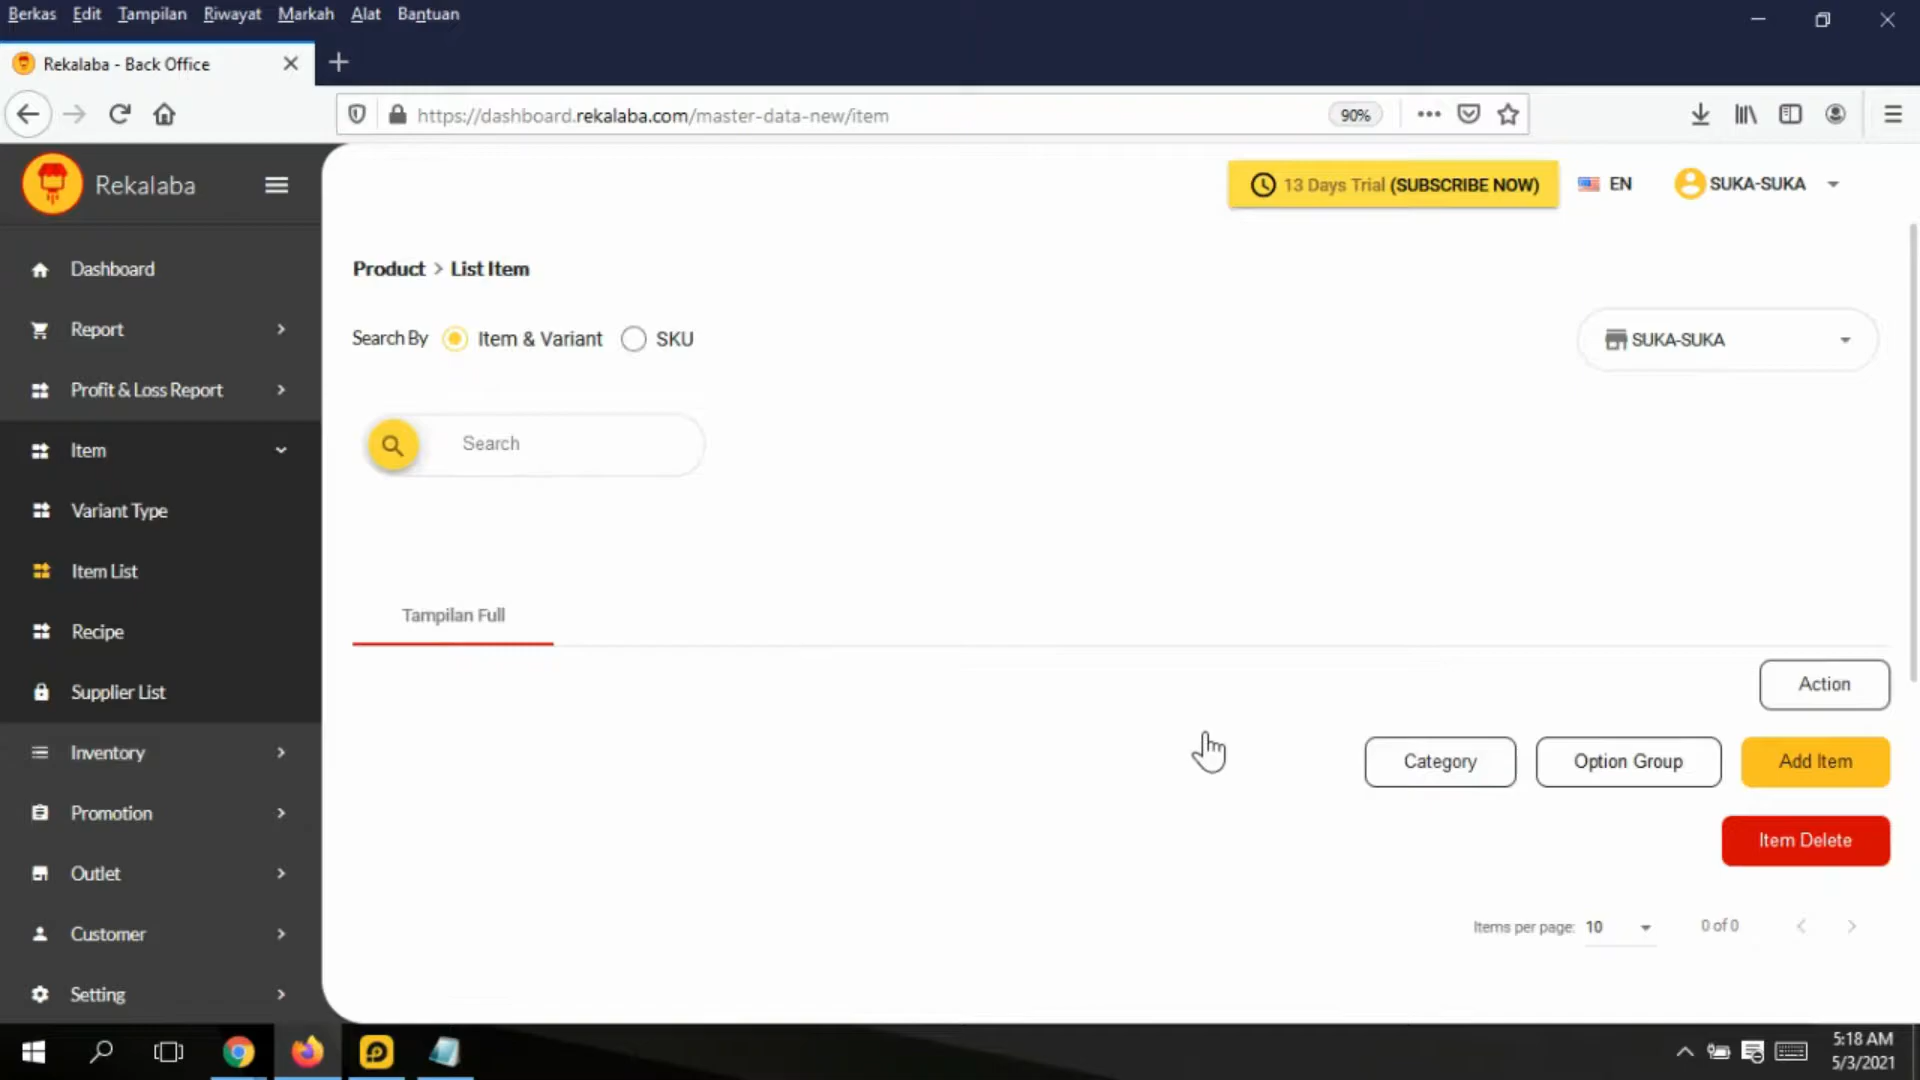 Berkas Edit Tampilan Riwayat Markah Alat Bantuan
Rekalaba - Back Office
https://dashboard.rekalaba.com/master-data-new/item
90%
Rekalaba
13 Days Trial (SUBSCRIBE NOW)
EN
SUKA-SUKA
Dashboard
Report
Profit & Loss Report
Item
Variant Type
Item List
Recipe
Supplier List
Inventory
Promotion
Outlet
Customer
Setting
Product > List Item
Search By Item & Variant SKU
SUKA-SUKA
Search
Tampilan Full
Action
Category Option Group Add Item
Item Delete
Items per page: 10 0 of 0
5:18 AM
5/3/2021